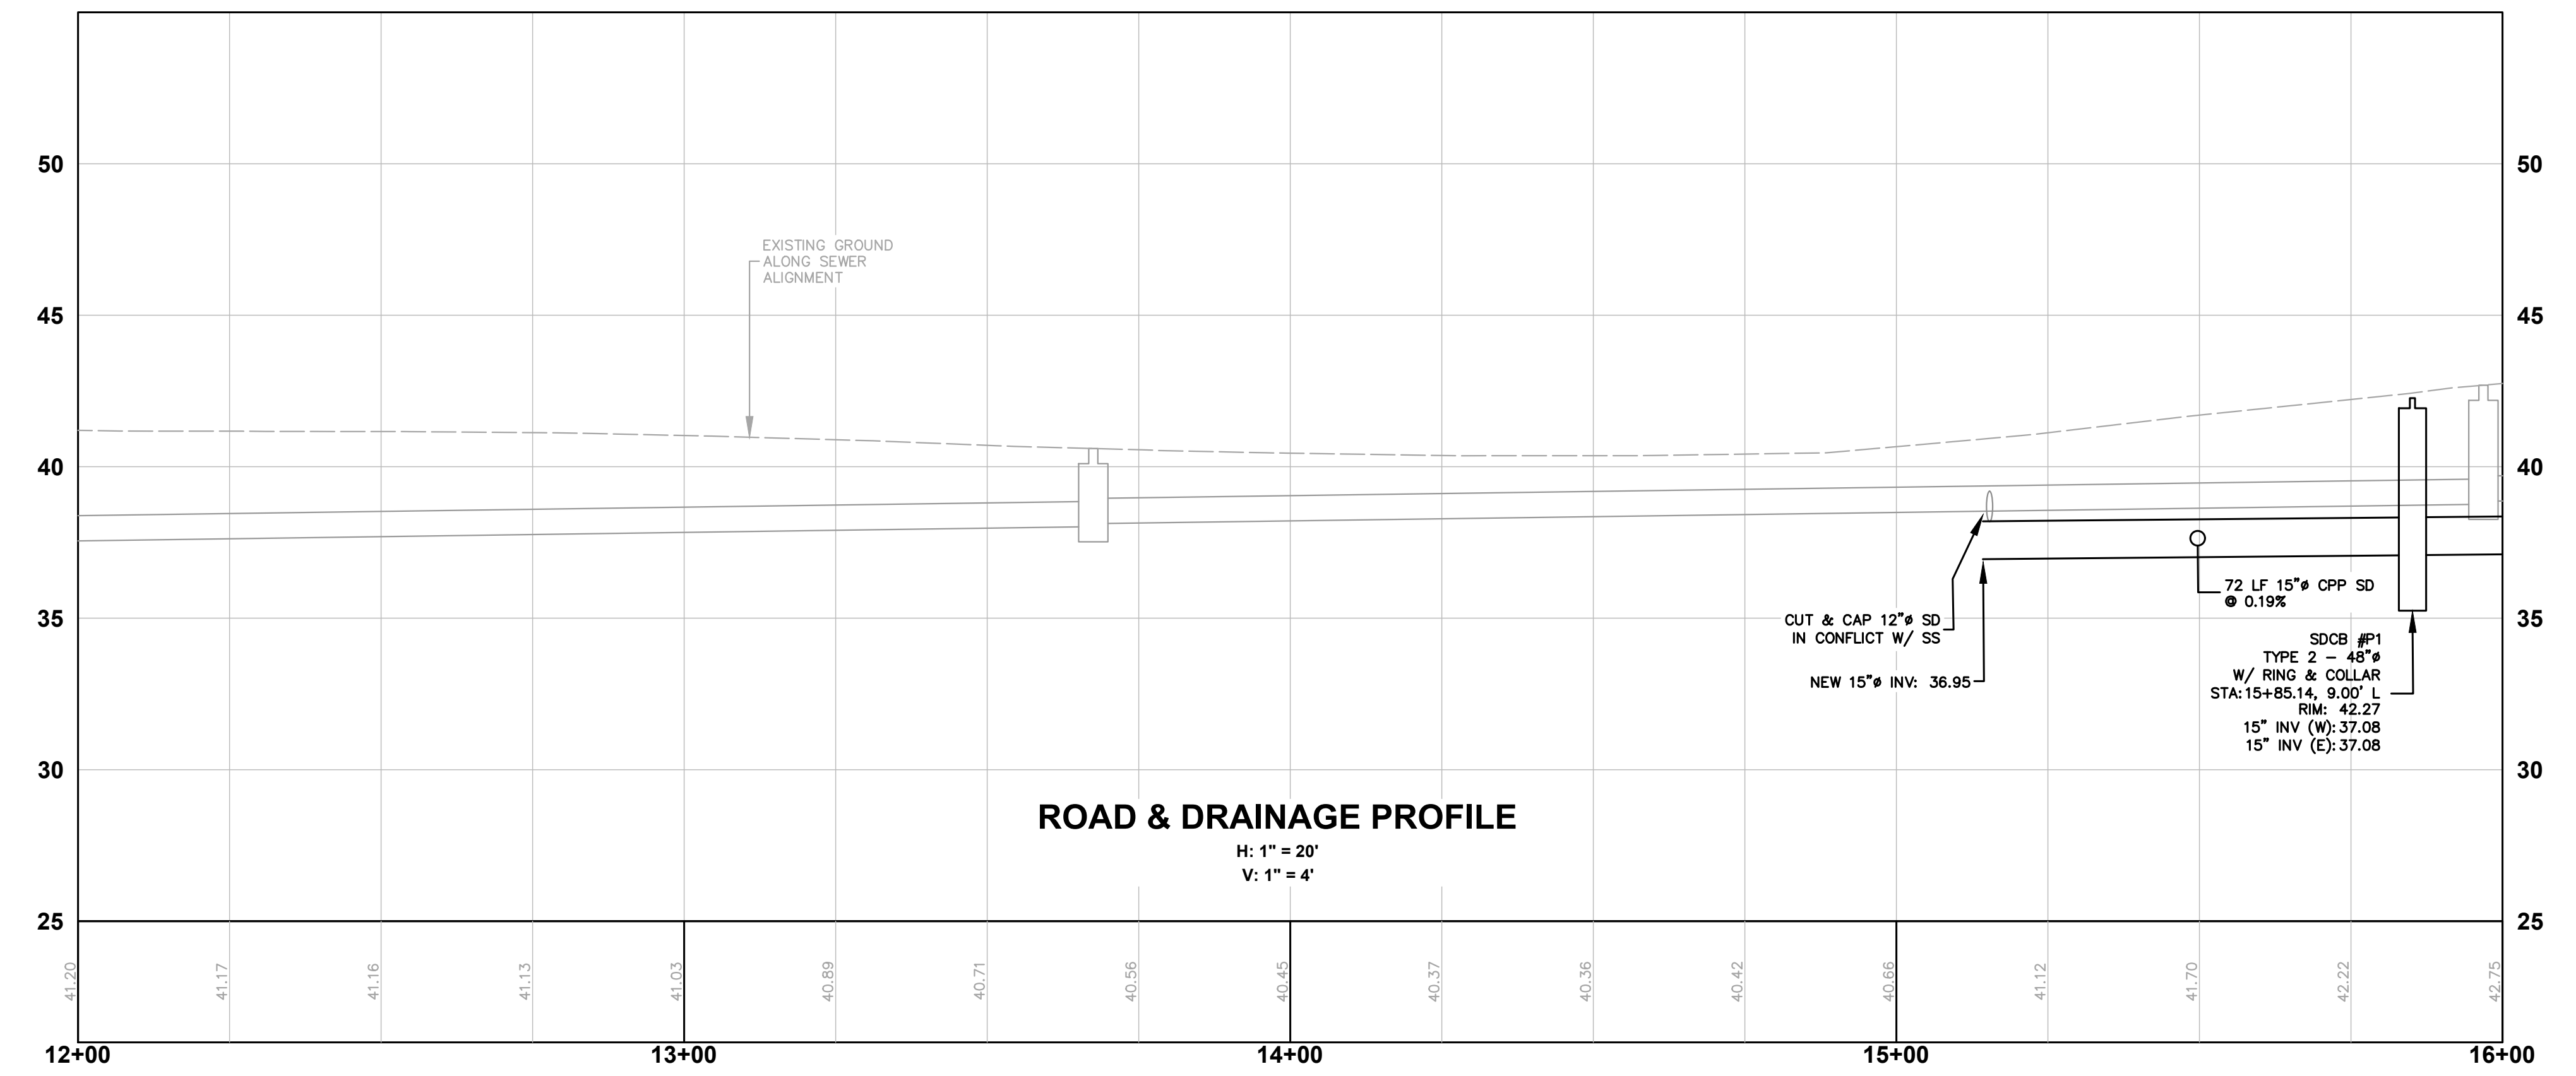 50
50
45
45
40
40
35
35
30
30
25
25
EXISTING GROUND
ALONG SEWER
ALIGNMENT
CUT & CAP 12"ø SD
IN CONFLICT W/ SS
NEW 15"ø INV: 36.95
72 LF 15"ø CPP SD
@ 0.19%
SDCB #P1
TYPE 2 – 48"ø
W/ RING & COLLAR
STA:15+85.14, 9.00' L
RIM: 42.27
15" INV (W):37.08
15" INV (E):37.08
ROAD & DRAINAGE PROFILE
H: 1" = 20'
V: 1" = 4'
41.20
41.17
41.16
41.13
41.03
40.89
40.71
40.56
40.45
40.37
40.36
40.42
40.66
41.12
41.70
42.22
42.75
12+00
13+00
14+00
15+00
16+00